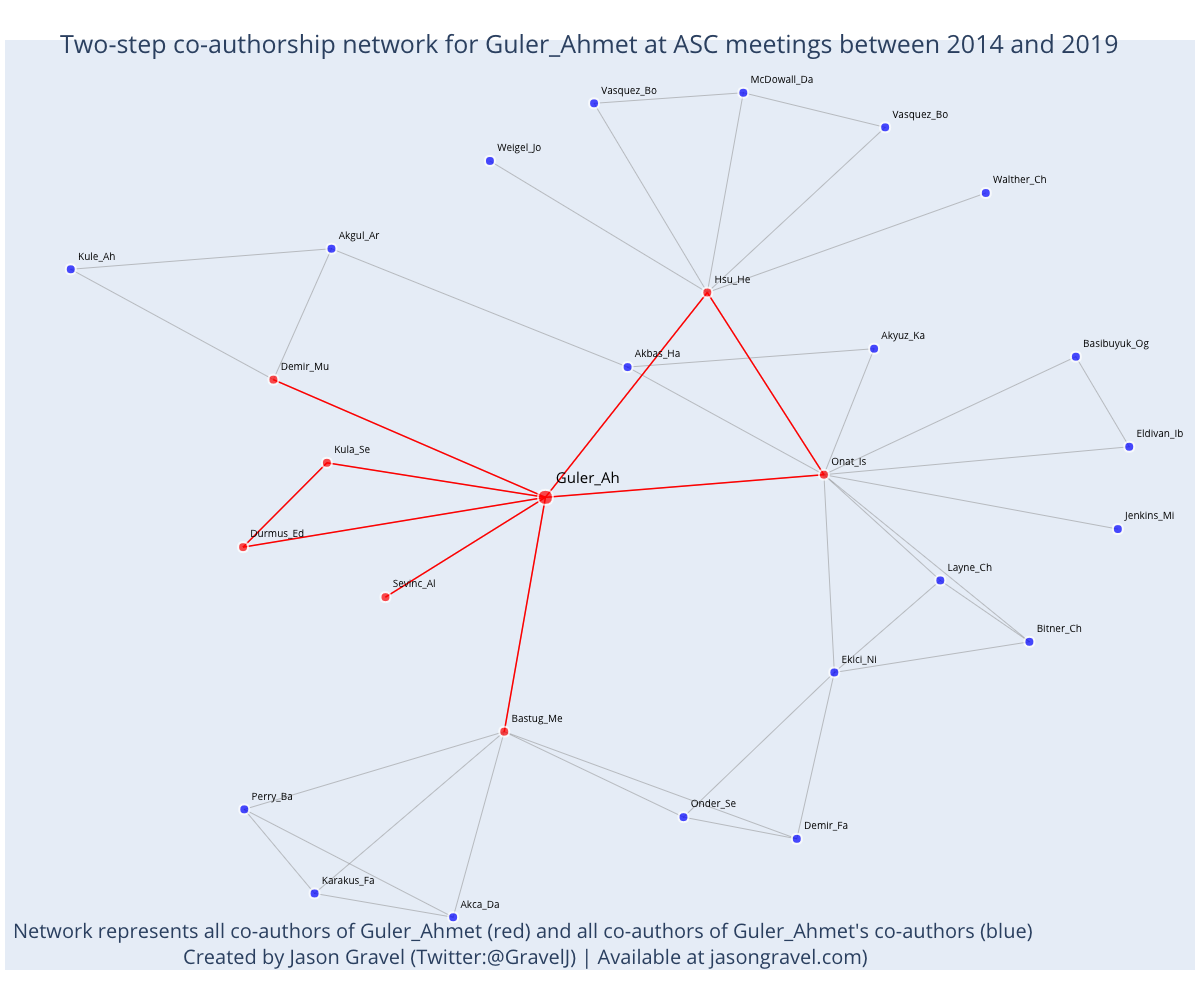 Two-step co-authorship network for Guler_Ahmet at ASC meetings between 2014 and 2019
McDowall_Da
Vasquez_Bo
Vasquez_Bo
Weigel_Jo
Walther_Ch
Akgul_Ar
Kule_Ah
Hsu_He
Akyuz_Ka
Basibuyuk_Og
Akbas_Ha
Demir_Mu
Eldivan_Ib
Kula_Se
Onat_Is
Guler_Ah
Jenkins_Mi
Durmus_Ed
Layne_Ch
Sevinc_Al
Bitner_Ch
Ekici_Ni
Bastug_Me
Perry_Ba
Onder_Se
Demir_Fa
Karakus_Fa
Akca_Da
Network represents all co-authors of Guler_Ahmet (red) and all co-authors of Guler_Ahmet's co-authors (blue)
Created by Jason Gravel (Twitter:@GravelJ) | Available at jasongravel.com)